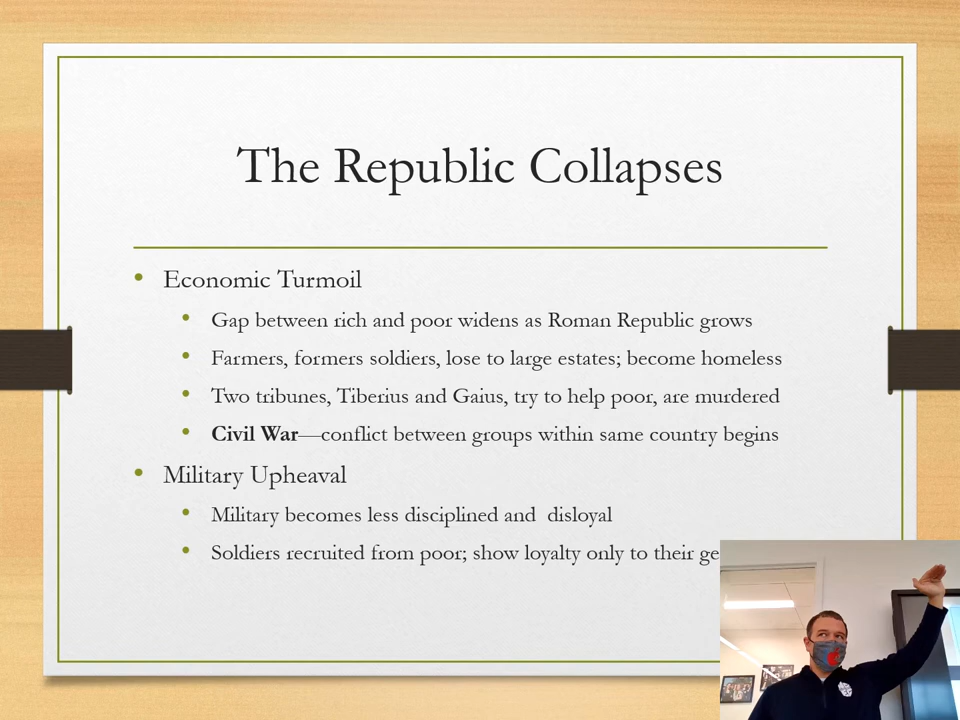 The Republic Collapses
• Economic Turmoil
• Gap between rich and poor widens as Roman Republic grows
• Farmers, formers soldiers, lose to large estates; become homeless
• Two tribunes, Tiberius and Gaius, try to help poor, are murdered
• Civil War—conflict between groups within same country begins
• Military Upheaval
• Military becomes less disciplined and  disloyal
• Soldiers recruited from poor; show loyalty only to their ge